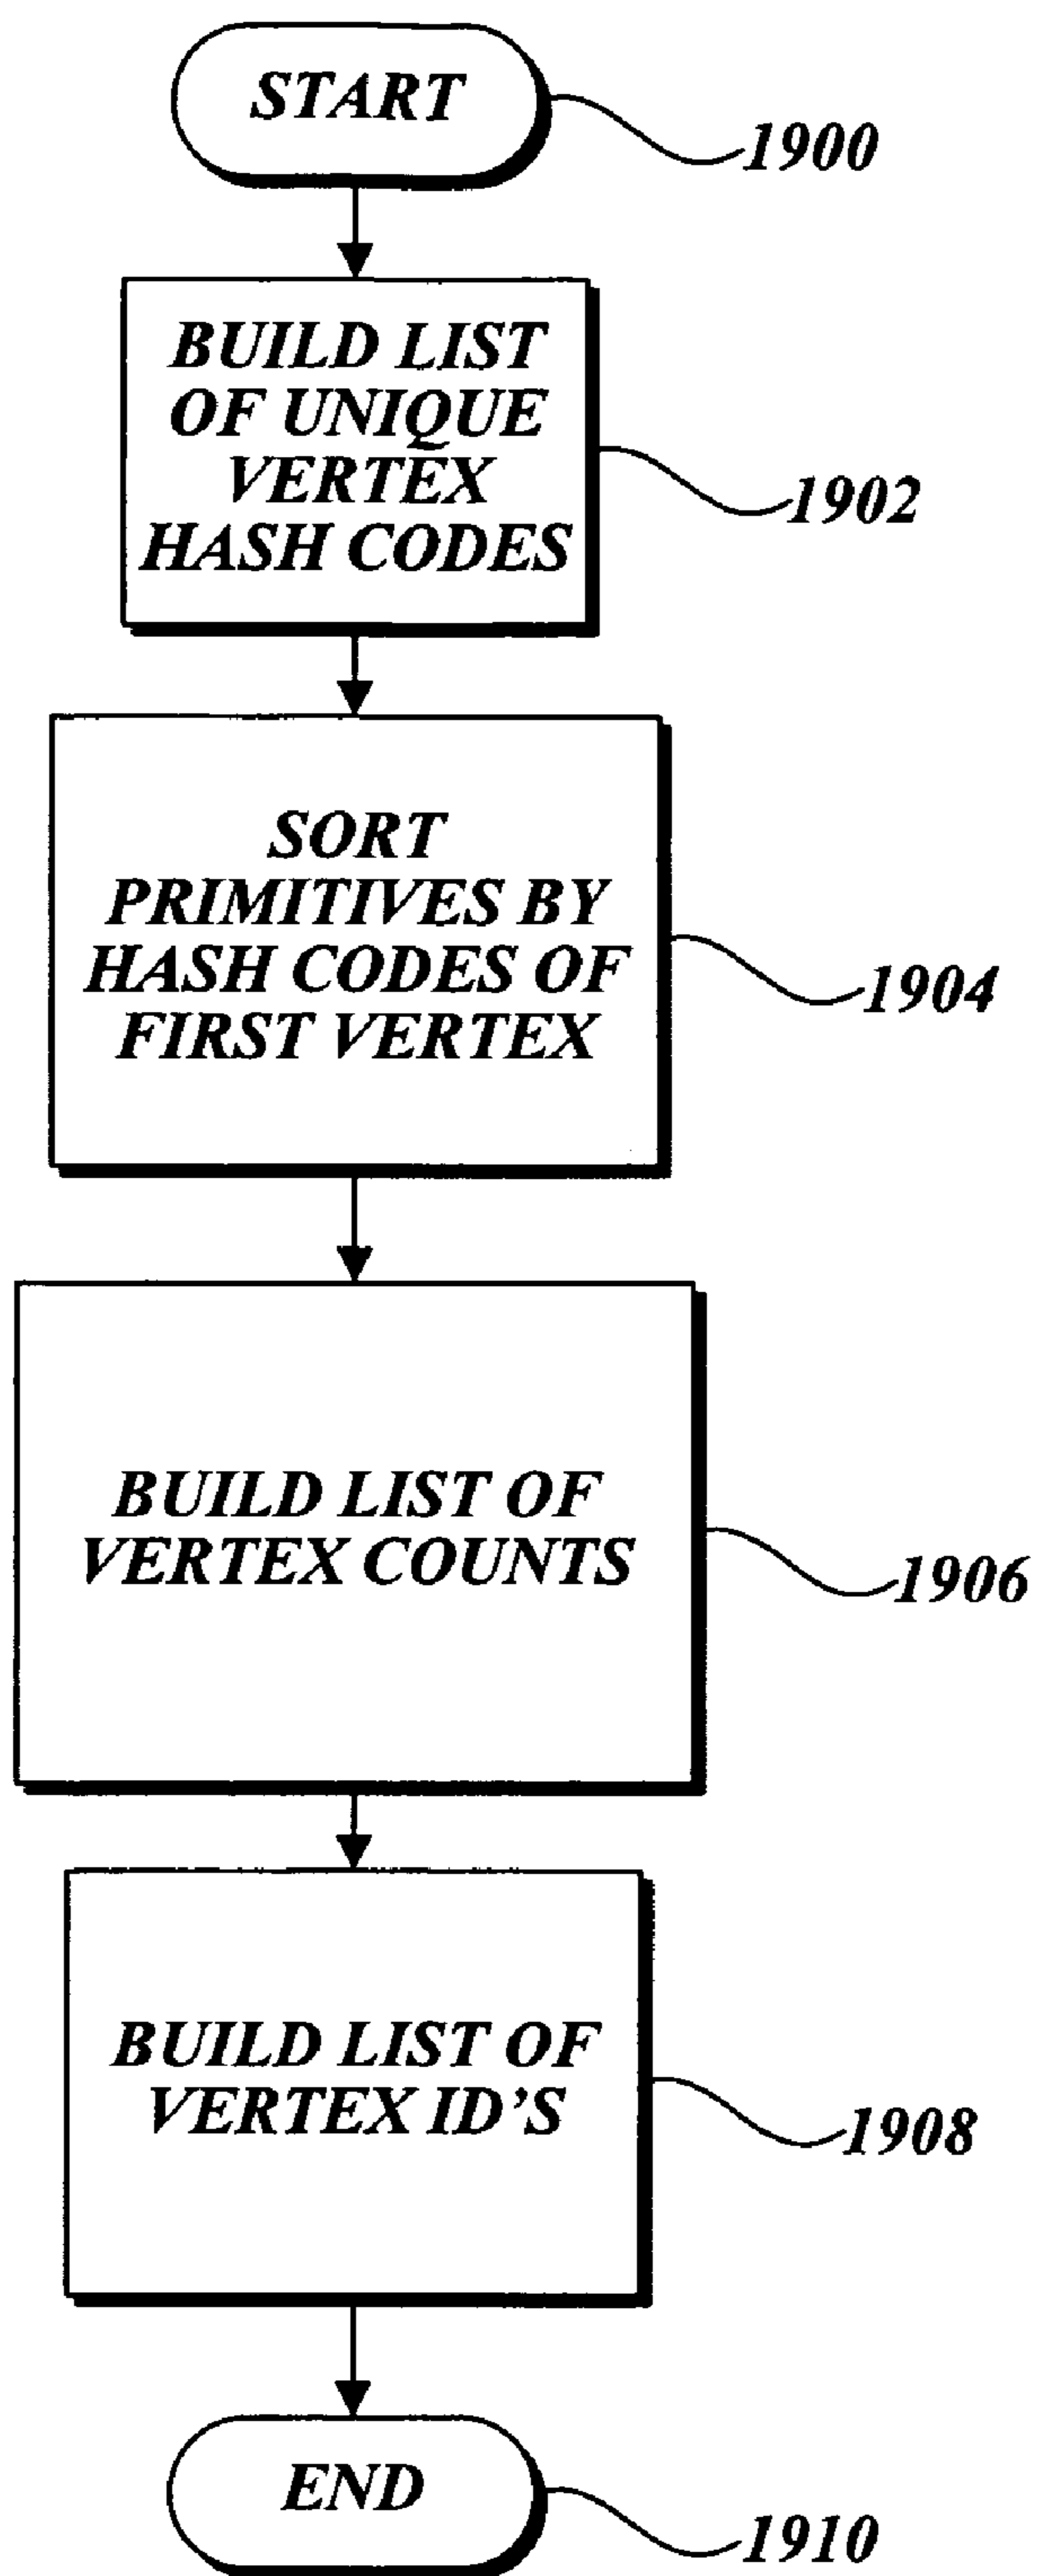 START
1900
BUILD LIST
OF UNIQUE
VERTEX
HASH CODES
1902
SORT
PRIMITIVES BY
HASH CODES OF
FIRST VERTEX
1904
BUILD LIST OF
VERTEX COUNTS
1906
BUILD LIST OF
VERTEX ID’S
1908
END
1910